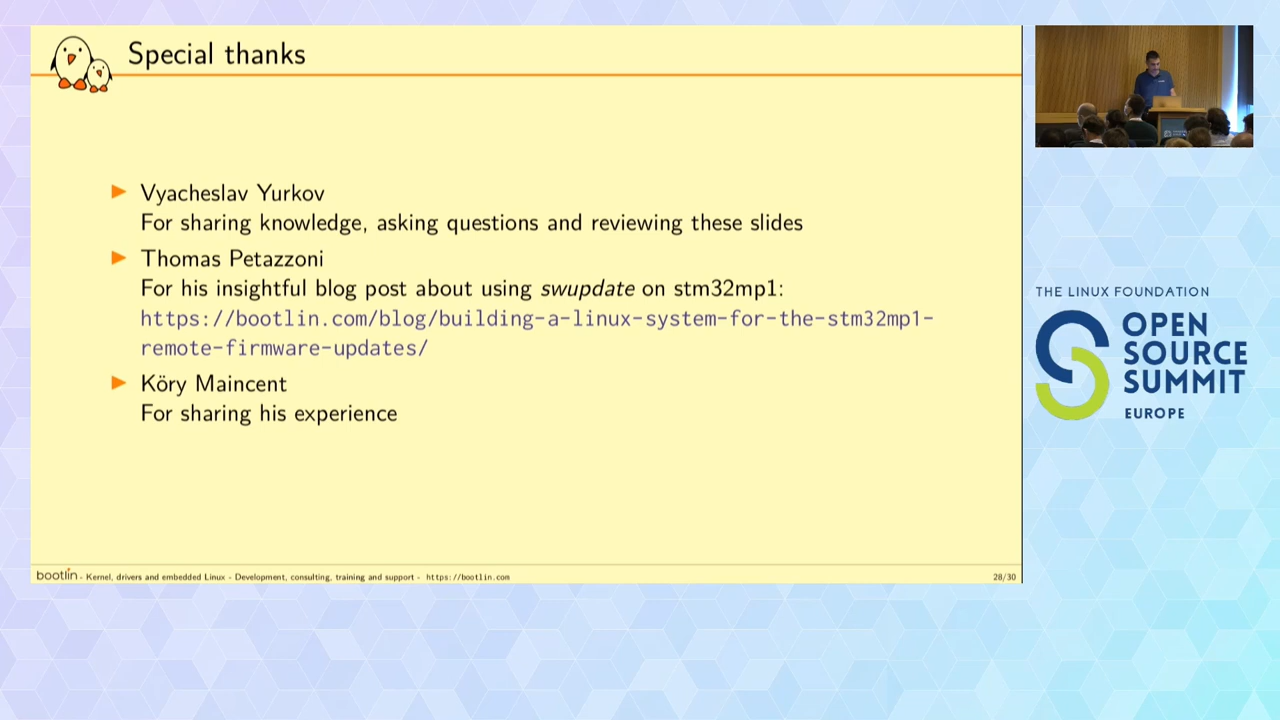 Special thanks
Vyacheslav Yurkov
For sharing knowledge, asking questions and reviewing these slides
Thomas Petazzoni
For his insightful blog post about using swupdate on stm32mp1:
https://bootlin.com/blog/building-a-linux-system-for-the-stm32mp1-
remote-firmware-updates/
Köry Maincent
For sharing his experience
bootlin - Kernel, drivers and embedded Linux - Development, consulting, training and support - https://bootlin.com
28/30
THE LINUX FOUNDATION
OPEN
SOURCE
SUMMIT
EUROPE